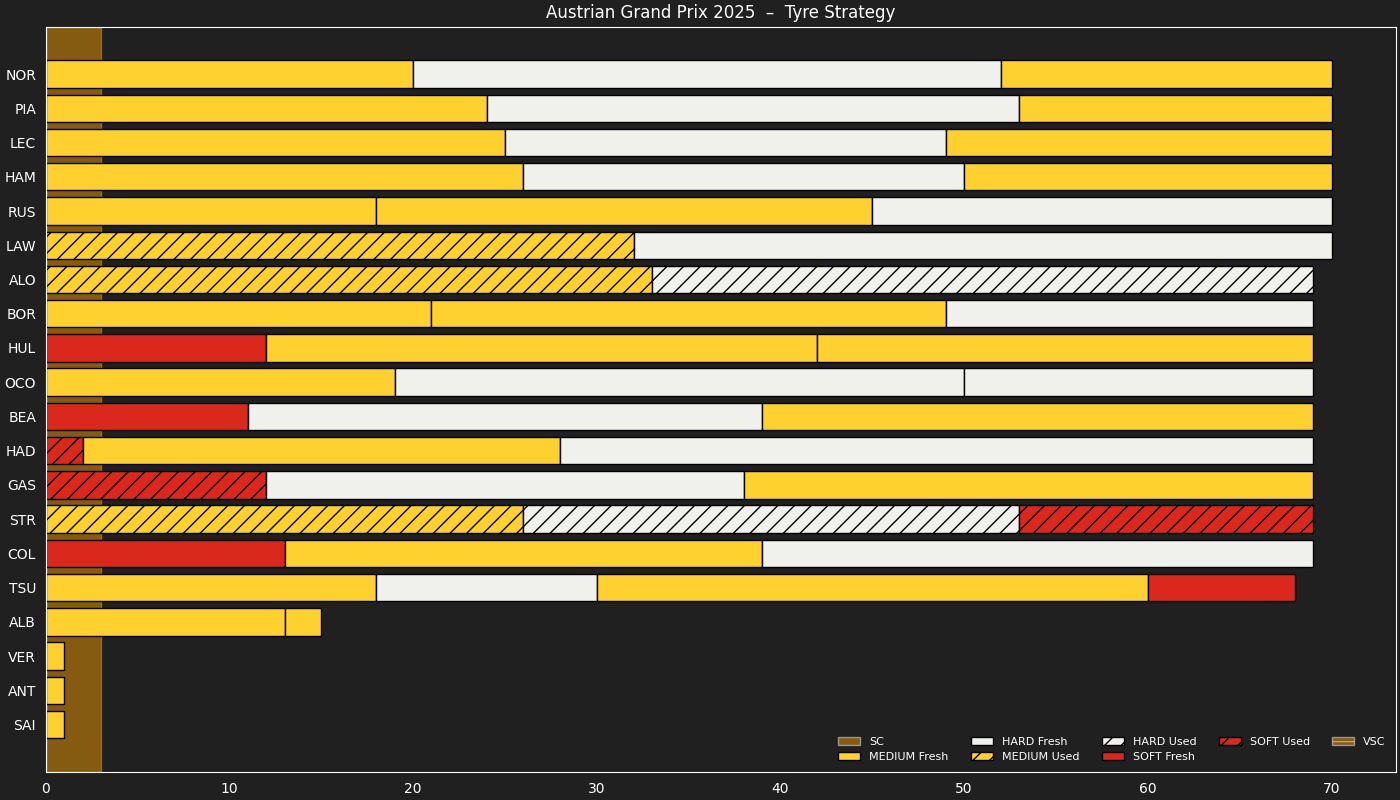 Austrian Grand Prix 2025  –  Tyre Strategy
NOR
PIA
LEC
HAM
RUS
LAW
ALO
BOR
HUL
OCO
BEA
HAD
GAS
STR
COL
TSU
ALB
VER
ANT
SAI
SC HARD Fresh HARD Used SOFT Used VSC
MEDIUM Fresh MEDIUM Used SOFT Fresh
0 10 20 30 40 50 60 70